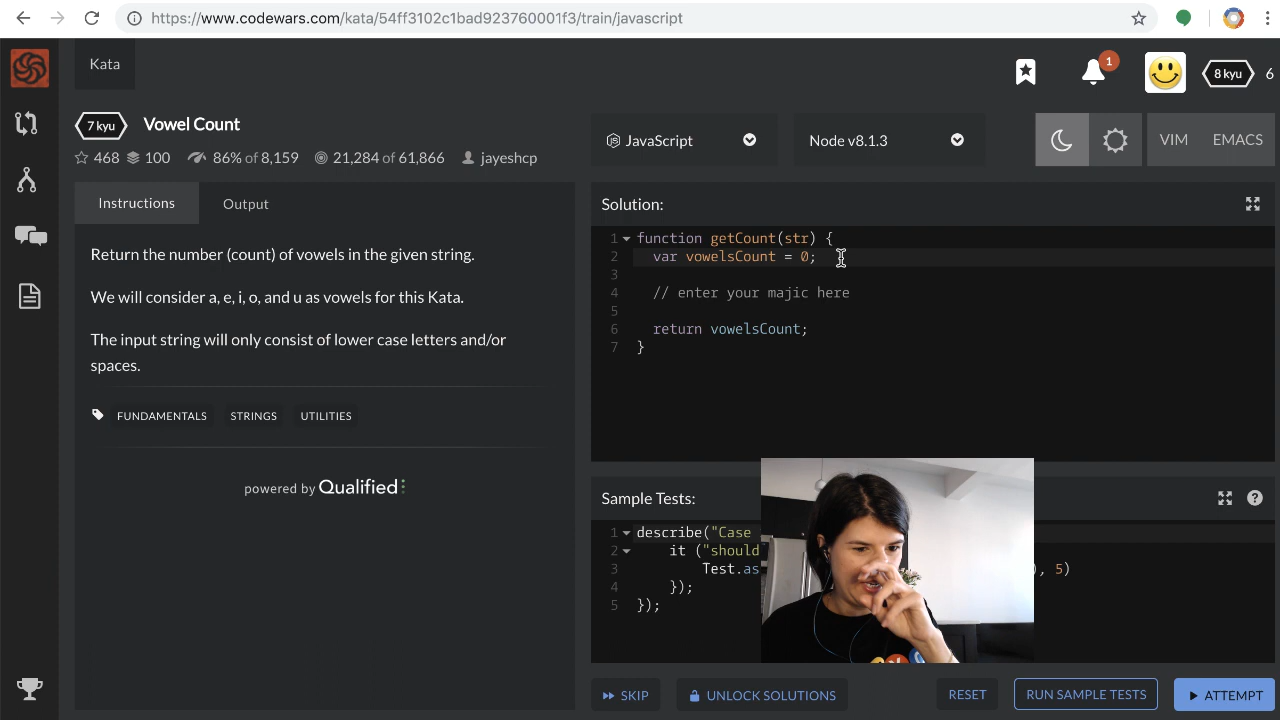 https://www.codewars.com/kata/54ff3102c1bad923760001f3/train/javascript
Kata
1
8 kyu
6
7 kyu
Vowel Count
468
100
86% of 8,159
21,284 of 61,866
jayeshcp
JavaScript
Node v8.1.3
VIM
EMACS
Instructions
Output
Return the number (count) of vowels in the given string.
We will consider a, e, i, o, and u as vowels for this Kata.
The input string will only consist of lower case letters and/or
spaces.
FUNDAMENTALS
STRINGS
UTILITIES
powered by Qualified
Solution:
1 function getCount(str) {
2 var vowelsCount = 0;
3
4 // enter your majic here
5
6 return vowelsCount;
7 }
Sample Tests:
1 describe("Case
2 it ("should
3 Test.as ), 5)
4 });
5 });
SKIP
UNLOCK SOLUTIONS
RESET
RUN SAMPLE TESTS
ATTEMPT